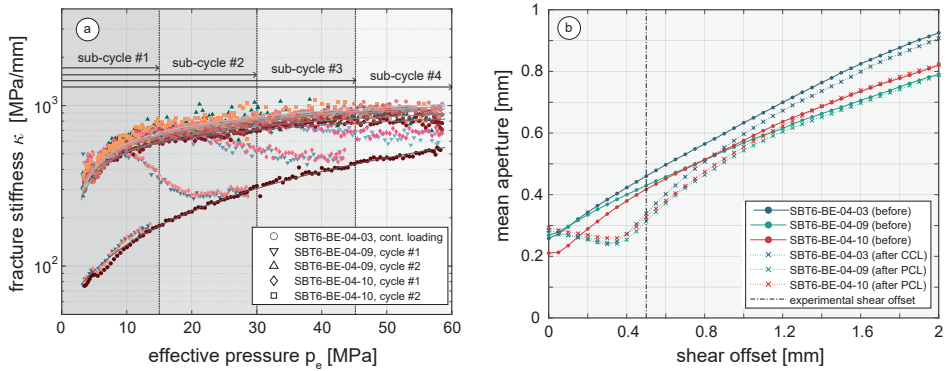 a
sub-cycle #1
sub-cycle #2
sub-cycle #3
sub-cycle #4
10³
10²
fracture stiffness κ [MPa/mm]
SBT6-BE-04-03, cont. loading
SBT6-BE-04-09, cycle #1
SBT6-BE-04-09, cycle #2
SBT6-BE-04-10, cycle #1
SBT6-BE-04-10, cycle #2
0 10 20 30 40 50 60
effective pressure pₑ [MPa]
b
1
0.8
0.6
0.4
0.2
0
mean aperture [mm]
SBT6-BE-04-03 (before)
SBT6-BE-04-09 (before)
SBT6-BE-04-10 (before)
SBT6-BE-04-03 (after CCL)
SBT6-BE-04-09 (after PCL)
SBT6-BE-04-10 (after PCL)
experimental shear offset
0 0.4 0.8 1.2 1.6 2
shear offset [mm]